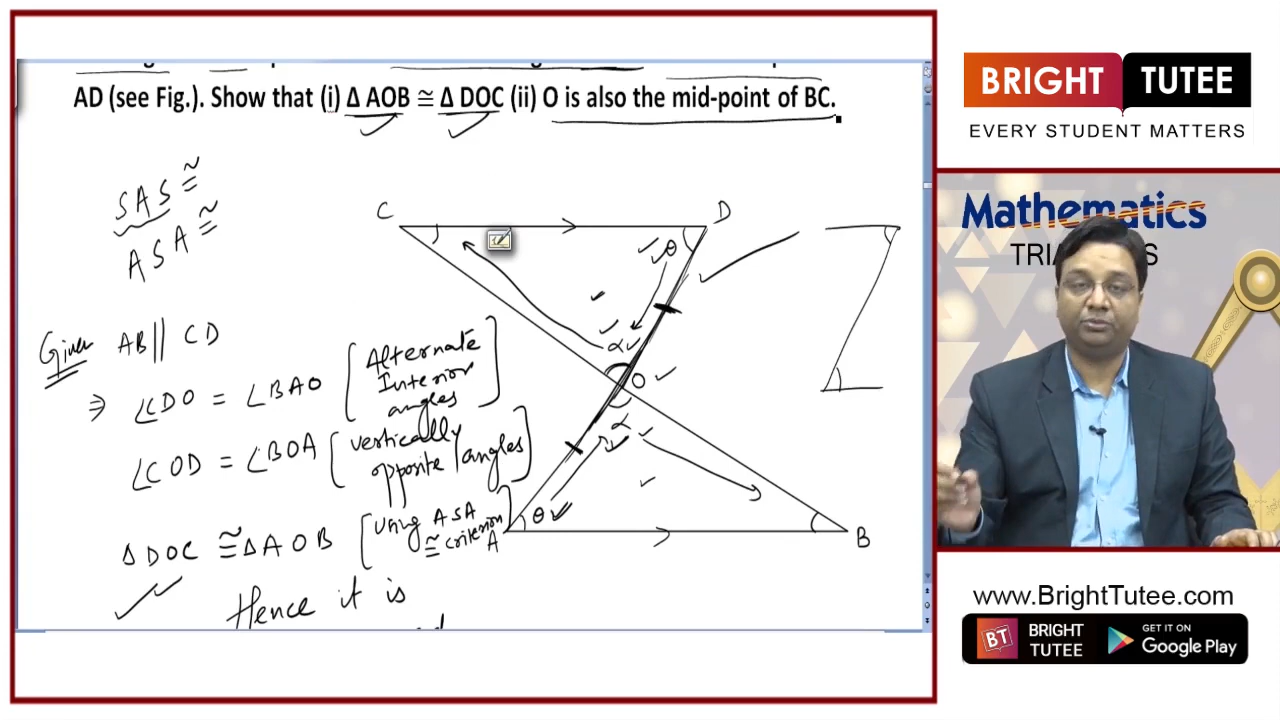 AD (see Fig.). Show that (i) Δ AOB ≅ Δ DOC (ii) O is also the mid-point of BC.
SAS ≅
ASA ≅
Given AB || CD
⇒ ∠CDO = ∠BAO [Alternate Interior angles]
∠COD = ∠BOA [vertically opposite angles]
Δ DOC ≅ Δ AOB [using ASA ≅ criterion]
Hence it is
C
D
θ
α
O
α
θ
A
B
BRIGHT TUTEE
EVERY STUDENT MATTERS
Mathematics
www.BrightTutee.com
BT
BRIGHT
TUTEE
GET IT ON
Google Play